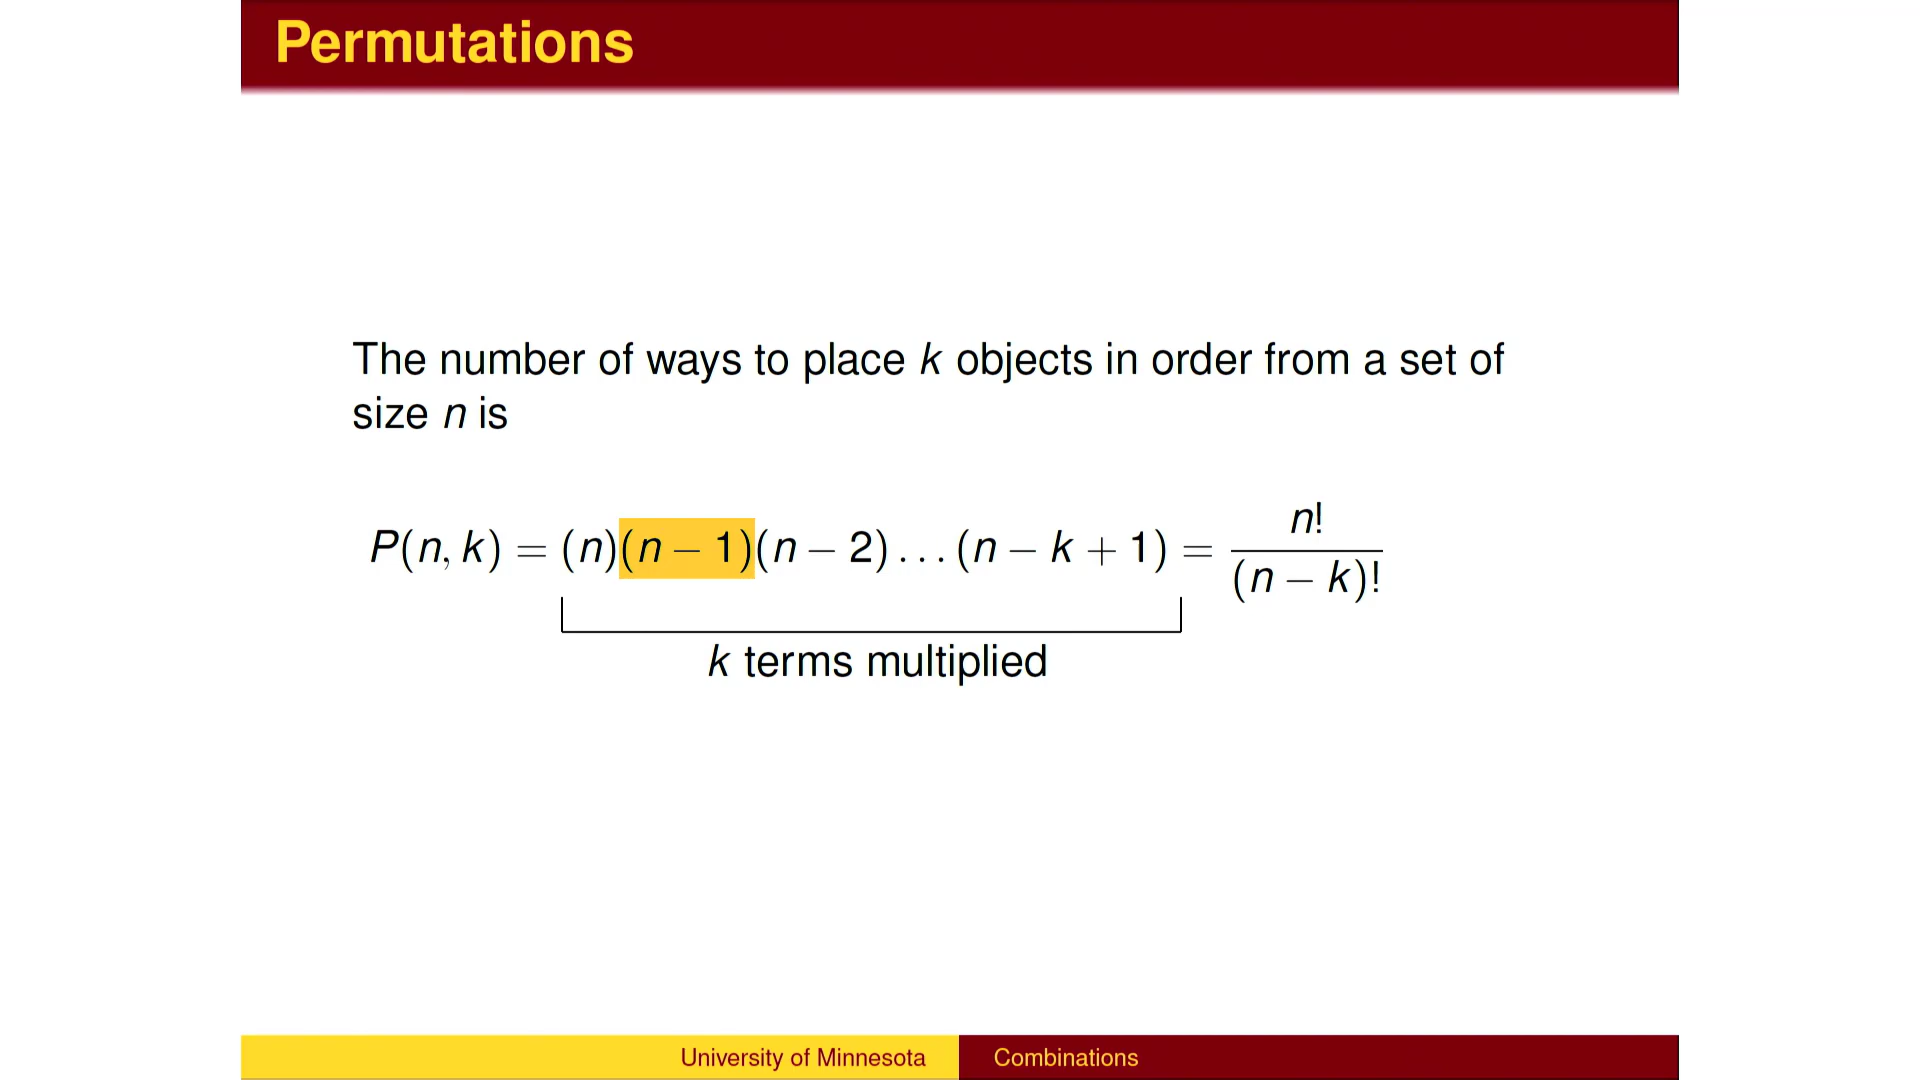 Permutations
The number of ways to place k objects in order from a set of
size n is
P(n, k) = (n)(n − 1)(n − 2) . . . (n − k + 1) = n! / (n − k)!
k terms multiplied
University of Minnesota
Combinations